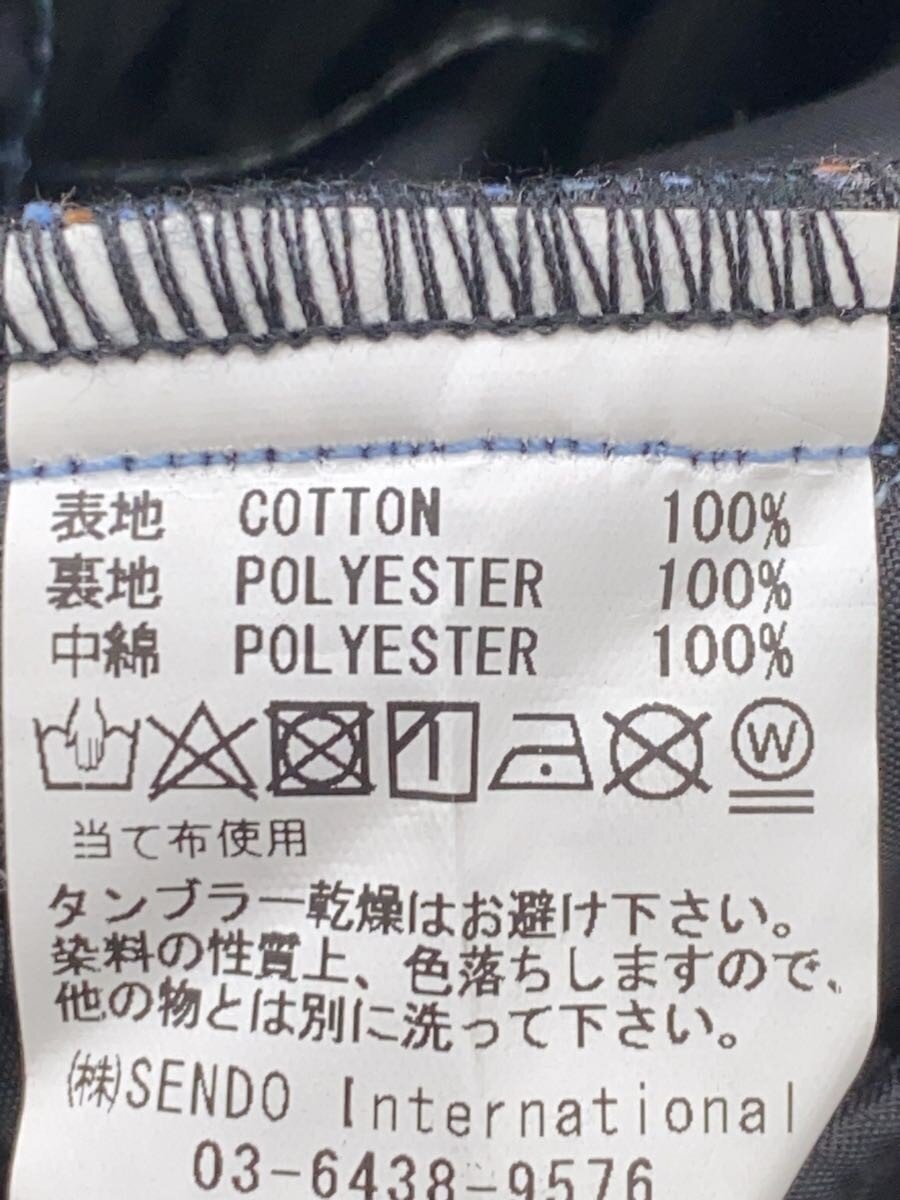 表地 COTTON 100%
裏地 POLYESTER 100%
中綿 POLYESTER 100%
W
当て布使用
タンブラー乾燥はお避け下さい。
染料の性質上、色落ちしますので、
他の物とは別に洗って下さい。
㈱SENDO International
03-6438-9576